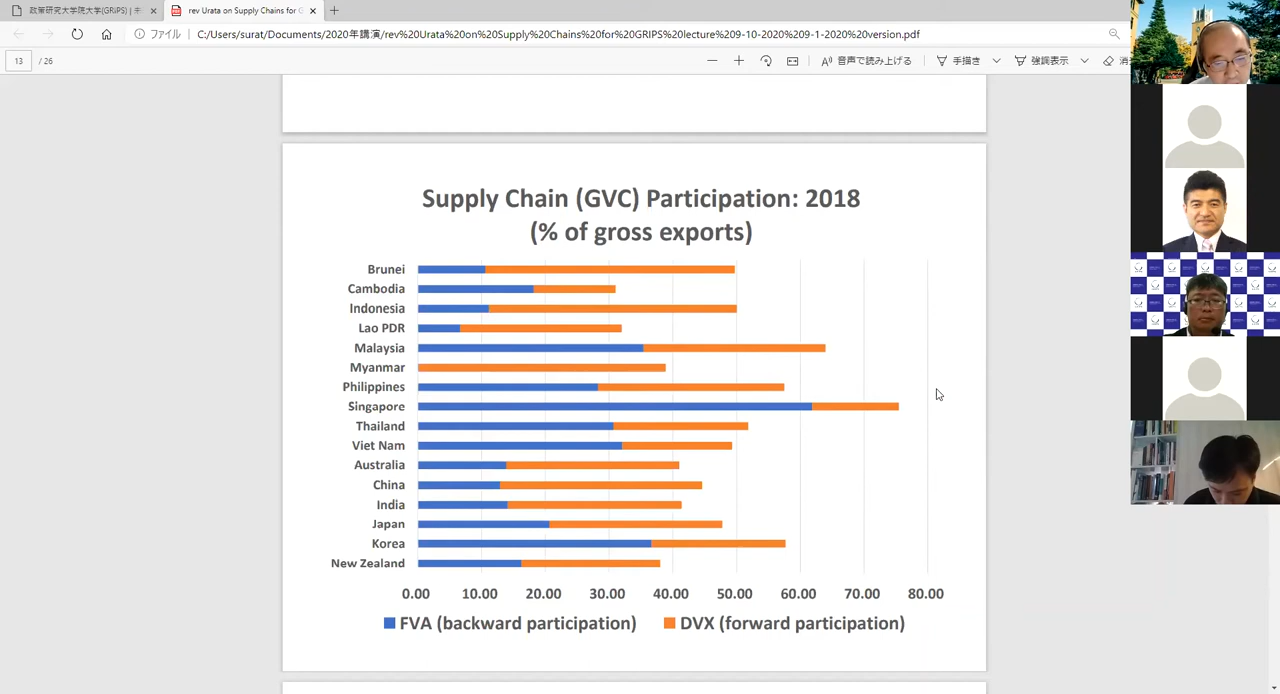 政策研究大学院大学(GRIPS) | 未
rev Urata on Supply Chains for G
ファイル
C:/Users/surat/Documents/2020年講演/rev%20Urata%20on%20Supply%20Chains%20for%20GRIPS%20lecture%209-10-2020%209-1-2020%20version.pdf
13 / 26
音声で読み上げる
手描き
強調表示
Supply Chain (GVC) Participation: 2018
(% of gross exports)
Brunei
Cambodia
Indonesia
Lao PDR
Malaysia
Myanmar
Philippines
Singapore
Thailand
Viet Nam
Australia
China
India
Japan
Korea
New Zealand
0.00 10.00 20.00 30.00 40.00 50.00 60.00 70.00 80.00
FVA (backward participation) DVX (forward participation)